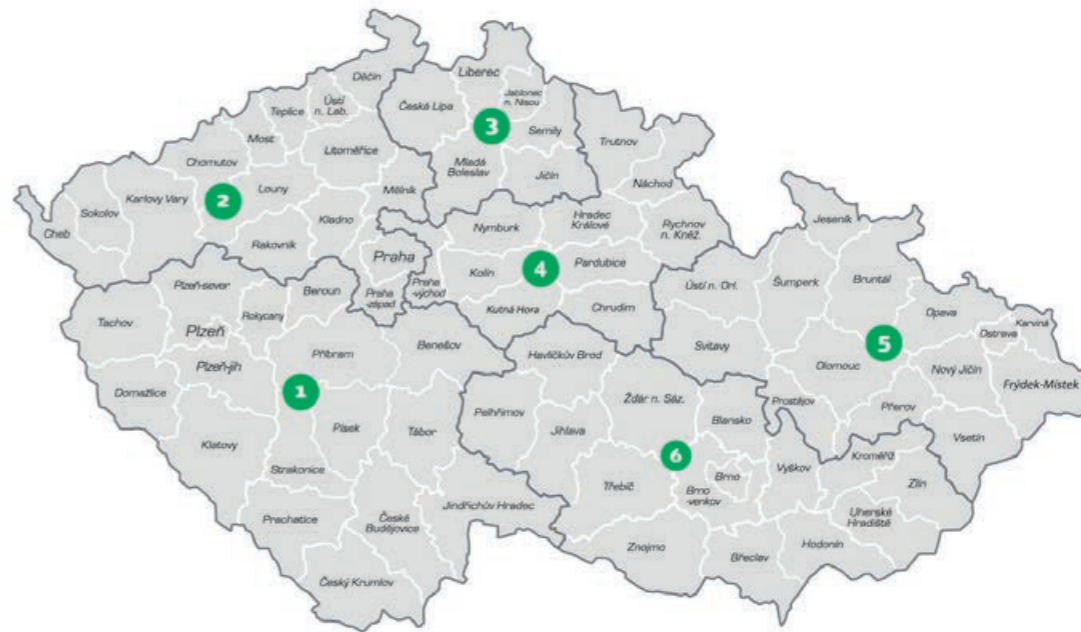 Děčín
Liberec
Jablonec
n. Nisou
Ústí
n. Lab.
Teplice
Česká Lípa
3
Semily
Trutnov
Most
Litoměřice
Chomutov
Mladá
Boleslav
Jičín
Náchod
Mělník
Louny
Karlovy Vary
2
Sokolov
Cheb
Kladno
Rakovník
Hradec
Králové
Nymburk
Rychnov
n. Kněž.
Jeseník
Praha
Kolín
4
Pardubice
Praha
-východ
Praha
-západ
Beroun
Plzeň-sever
Rokycany
Kutná Hora
Chrudim
Ústí n. Orl.
Šumperk
Bruntál
Tachov
Plzeň
Opava
Karviná
Ostrava
Svitavy
5
Příbram
Benešov
Havlíčkův Brod
Plzeň-jih
Olomouc
Nový Jičín
Frýdek-Místek
Domažlice
1
Žďár n. Sáz.
Prostějov
Přerov
Pelhřimov
Blansko
Písek
Tábor
Jihlava
Klatovy
Vsetín
Kroměříž
6
Strakonice
Třebíč
Brno
Brno
-venkov
Vyškov
Zlín
Jindřichův Hradec
Uherské
Hradiště
Prachatice
České
Budějovice
Znojmo
Břeclav
Hodonín
Český Krumlov